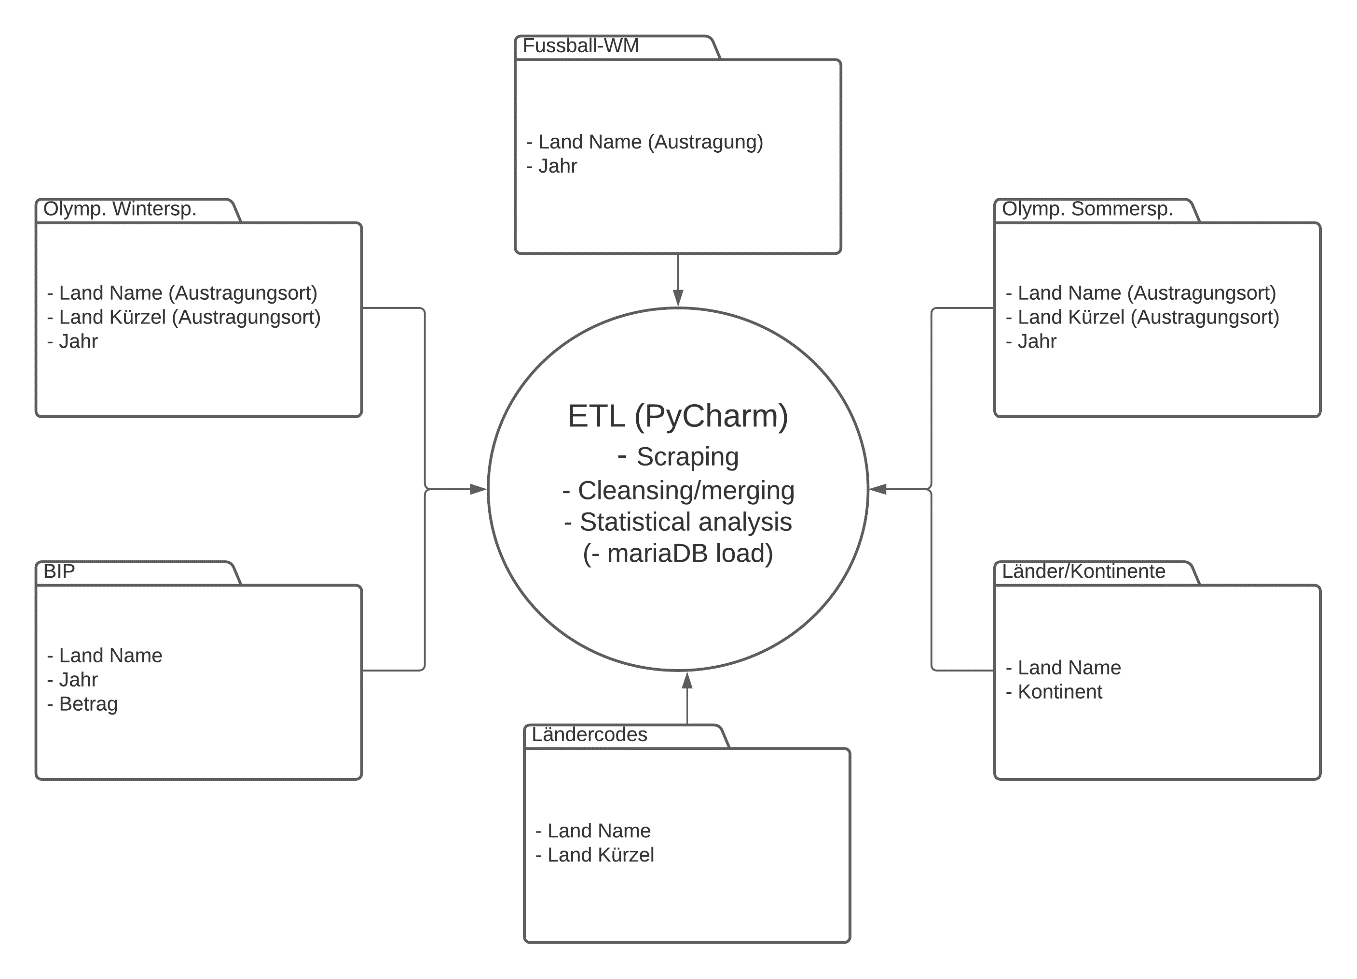 Fussball-WM
- Land Name (Austragung)
- Jahr
Olymp. Wintersp.
- Land Name (Austragungsort)
- Land Kürzel (Austragungsort)
- Jahr
Olymp. Sommersp.
- Land Name (Austragungsort)
- Land Kürzel (Austragungsort)
- Jahr
ETL (PyCharm)
- Scraping
- Cleansing/merging
- Statistical analysis
(- mariaDB load)
BIP
- Land Name
- Jahr
- Betrag
Länder/Kontinente
- Land Name
- Kontinent
Ländercodes
- Land Name
- Land Kürzel